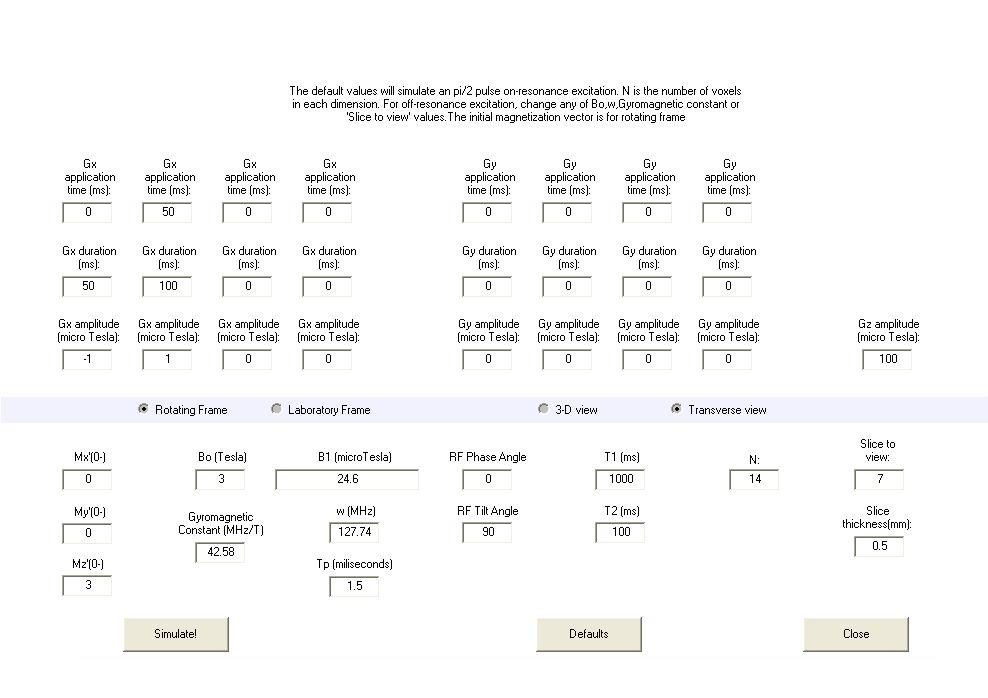 The default values will simulate an pi/2 pulse on-resonance excitation. N is the number of voxels
in each dimension. For off-resonance excitation, change any of Bo,w,Gyromagnetic constant or
'Slice to view' values.The initial magnetization vector is for rotating frame
Gx Gx Gx Gx Gy Gy Gy Gy
application application application application application application application application
time (ms): time (ms): time (ms): time (ms): time (ms): time (ms): time (ms): time (ms):
0 50 0 0 0 0 0 0
Gx duration Gx duration Gx duration Gx duration Gy duration Gy duration Gy duration Gy duration
(ms): (ms): (ms): (ms): (ms): (ms): (ms): (ms):
50 100 0 0 0 0 0 0
Gx amplitude Gx amplitude Gx amplitude Gx amplitude Gy amplitude Gy amplitude Gy amplitude Gy amplitude Gz amplitude
(micro Tesla): (micro Tesla): (micro Tesla): (micro Tesla): (micro Tesla): (micro Tesla): (micro Tesla): (micro Tesla): (micro Tesla):
-1 1 0 0 0 0 0 0 100
Rotating Frame Laboratory Frame 3-D view Transverse view
Slice to
Mx'(0-) Bo (Tesla) B1 (microTesla) RF Phase Angle T1 (ms) N: view:
0 3 24.6 0 1000 14 7
My'(0-) Gyromagnetic w (MHz) RF Tilt Angle T2 (ms) Slice
Constant (MHz/T) thickness(mm):
0 42.58 127.74 90 100 0.5
Mz'(0-) Tp (miliseconds)
3 1.5
Simulate! Defaults Close